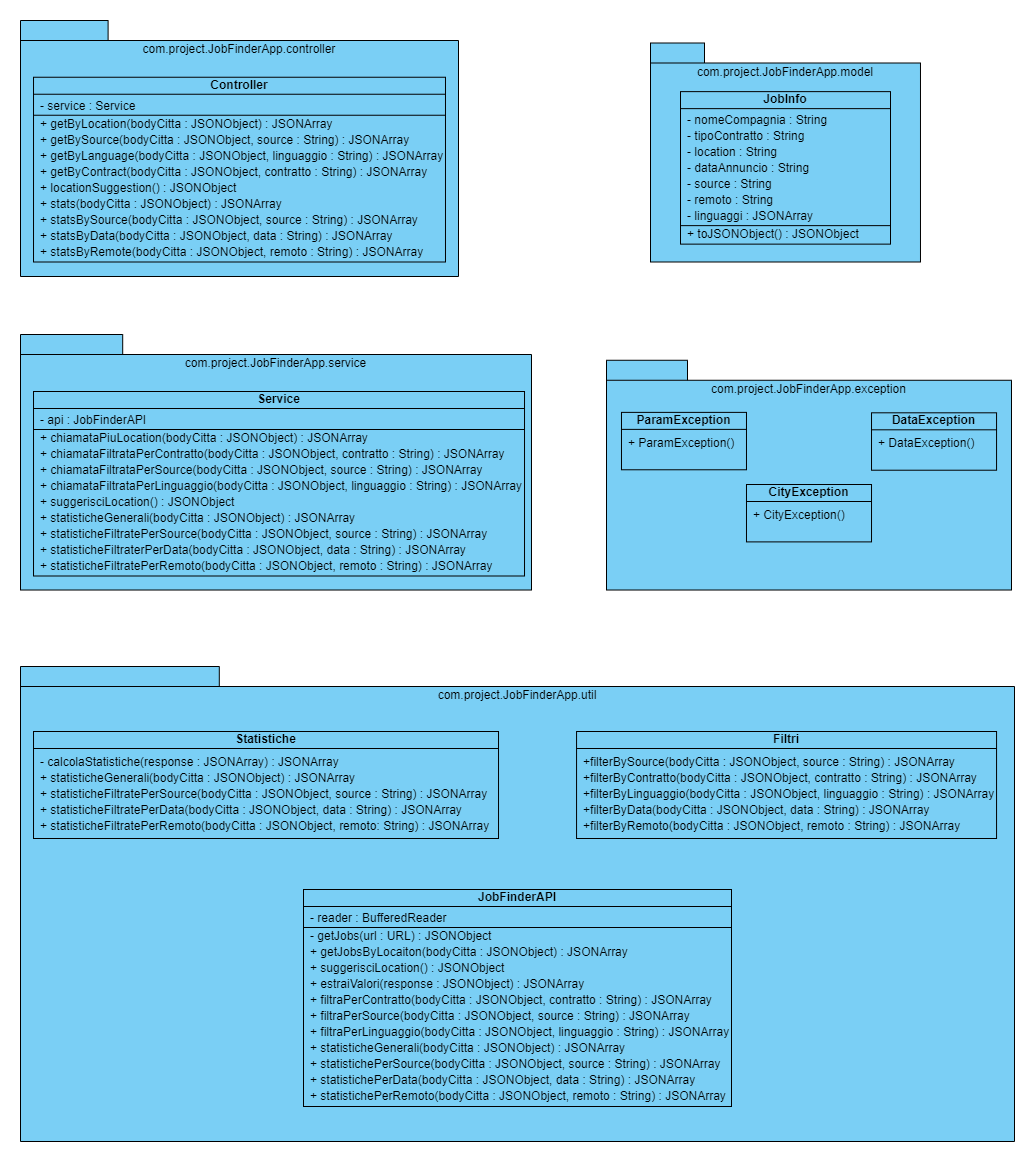 com.project.JobFinderApp.controller
Controller
- service : Service
+ getByLocation(bodyCitta : JSONObject) : JSONArray
+ getBySource(bodyCitta : JSONObject, source : String) : JSONArray
+ getByLanguage(bodyCitta : JSONObject, linguaggio : String) : JSONArray
+ getByContract(bodyCitta : JSONObject, contratto : String) : JSONArray
+ locationSuggestion() : JSONObject
+ stats(bodyCitta : JSONObject) : JSONArray
+ statsBySource(bodyCitta : JSONObject, source : String) : JSONArray
+ statsByData(bodyCitta : JSONObject, data : String) : JSONArray
+ statsByRemote(bodyCitta : JSONObject, remoto : String) : JSONArray
com.project.JobFinderApp.model
JobInfo
- nomeCompagnia : String
- tipoContratto : String
- location : String
- dataAnnuncio : String
- source : String
- remoto : String
- linguaggi : JSONArray
+ toJSONObject() : JSONObject
com.project.JobFinderApp.service
Service
- api : JobFinderAPI
+ chiamataPiuLocation(bodyCitta : JSONObject) : JSONArray
+ chiamataFiltrataPerContratto(bodyCitta : JSONObject, contratto : String) : JSONArray
+ chiamataFiltrataPerSource(bodyCitta : JSONObject, source : String) : JSONArray
+ chiamataFiltrataPerLinguaggio(bodyCitta : JSONObject, linguaggio : String) : JSONArray
+ suggerisciLocation() : JSONObject
+ statisticheGenerali(bodyCitta : JSONObject) : JSONArray
+ statisticheFiltratePerSource(bodyCitta : JSONObject, source : String) : JSONArray
+ statisticheFiltraterPerData(bodyCitta : JSONObject, data : String) : JSONArray
+ statisticheFiltratePerRemoto(bodyCitta : JSONObject, remoto : String) : JSONArray
com.project.JobFinderApp.exception
ParamException
+ ParamException()
DataException
+ DataException()
CityException
+ CityException()
com.project.JobFinderApp.util
Statistiche
- calcolaStatistiche(response : JSONArray) : JSONArray
+ statisticheGenerali(bodyCitta : JSONObject) : JSONArray
+ statisticheFiltratePerSource(bodyCitta : JSONObject, source : String) : JSONArray
+ statisticheFiltratePerData(bodyCitta : JSONObject, data : String) : JSONArray
+ statisticheFiltratePerRemoto(bodyCitta : JSONObject, remoto: String) : JSONArray
Filtri
+filterBySource(bodyCitta : JSONObject, source : String) : JSONArray
+filterByContratto(bodyCitta : JSONObject, contratto : String) : JSONArray
+filterByLinguaggio(bodyCitta : JSONObject, linguaggio : String) : JSONArray
+filterByData(bodyCitta : JSONObject, data : String) : JSONArray
+filterByRemoto(bodyCitta : JSONObject, remoto : String) : JSONArray
JobFinderAPI
- reader : BufferedReader
- getJobs(url : URL) : JSONObject
+ getJobsByLocaiton(bodyCitta : JSONObject) : JSONArray
+ suggerisciLocation() : JSONObject
+ estraiValori(response : JSONObject) : JSONArray
+ filtraPerContratto(bodyCitta : JSONObject, contratto : String) : JSONArray
+ filtraPerSource(bodyCitta : JSONObject, source : String) : JSONArray
+ filtraPerLinguaggio(bodyCitta : JSONObject, linguaggio : String) : JSONArray
+ statisticheGenerali(bodyCitta : JSONObject) : JSONArray
+ statistichePerSource(bodyCitta : JSONObject, source : String) : JSONArray
+ statistichePerData(bodyCitta : JSONObject, data : String) : JSONArray
+ statistichePerRemoto(bodyCitta : JSONObject, remoto : String) : JSONArray